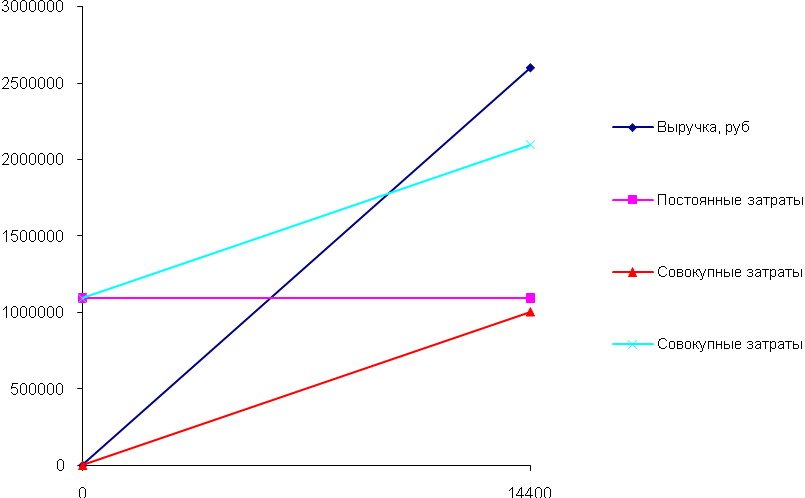 3000000
2500000
2000000
1500000
1000000
500000
0
0
14400
Выручка, руб
Постоянные затраты
Совокупные затраты
Совокупные затраты